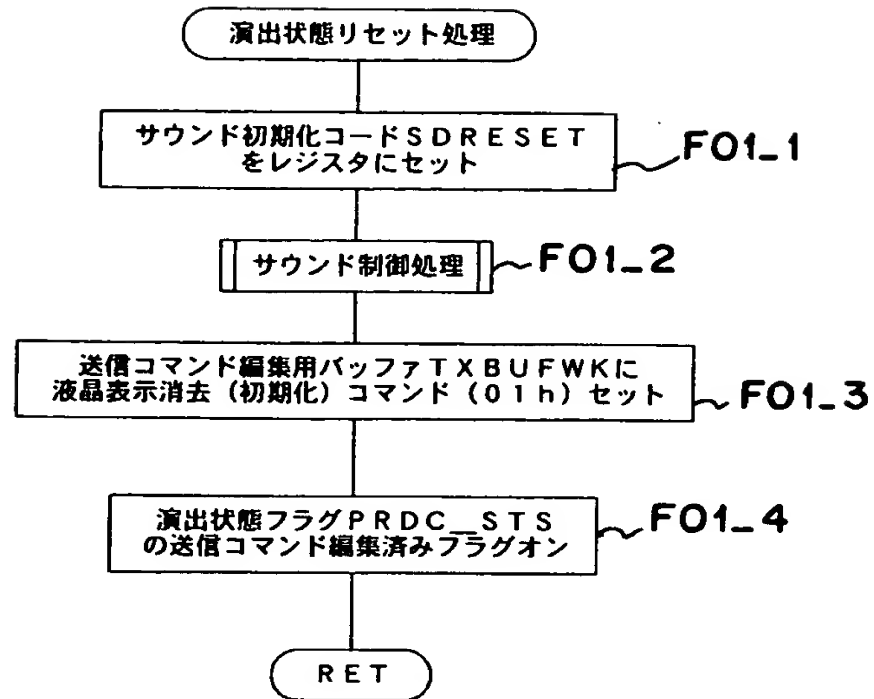 演出状態リセット処理
サウンド初期化コードSDRESET
をレジスタにセット
F01_1
サウンド制御処理
F01_2
送信コマンド編集用バッファTXBUFWKに
液晶表示消去(初期化)コマンド(01h)セット
F01_3
演出状態フラグPRDC__STS
の送信コマンド編集済みフラグオン
F01_4
RET